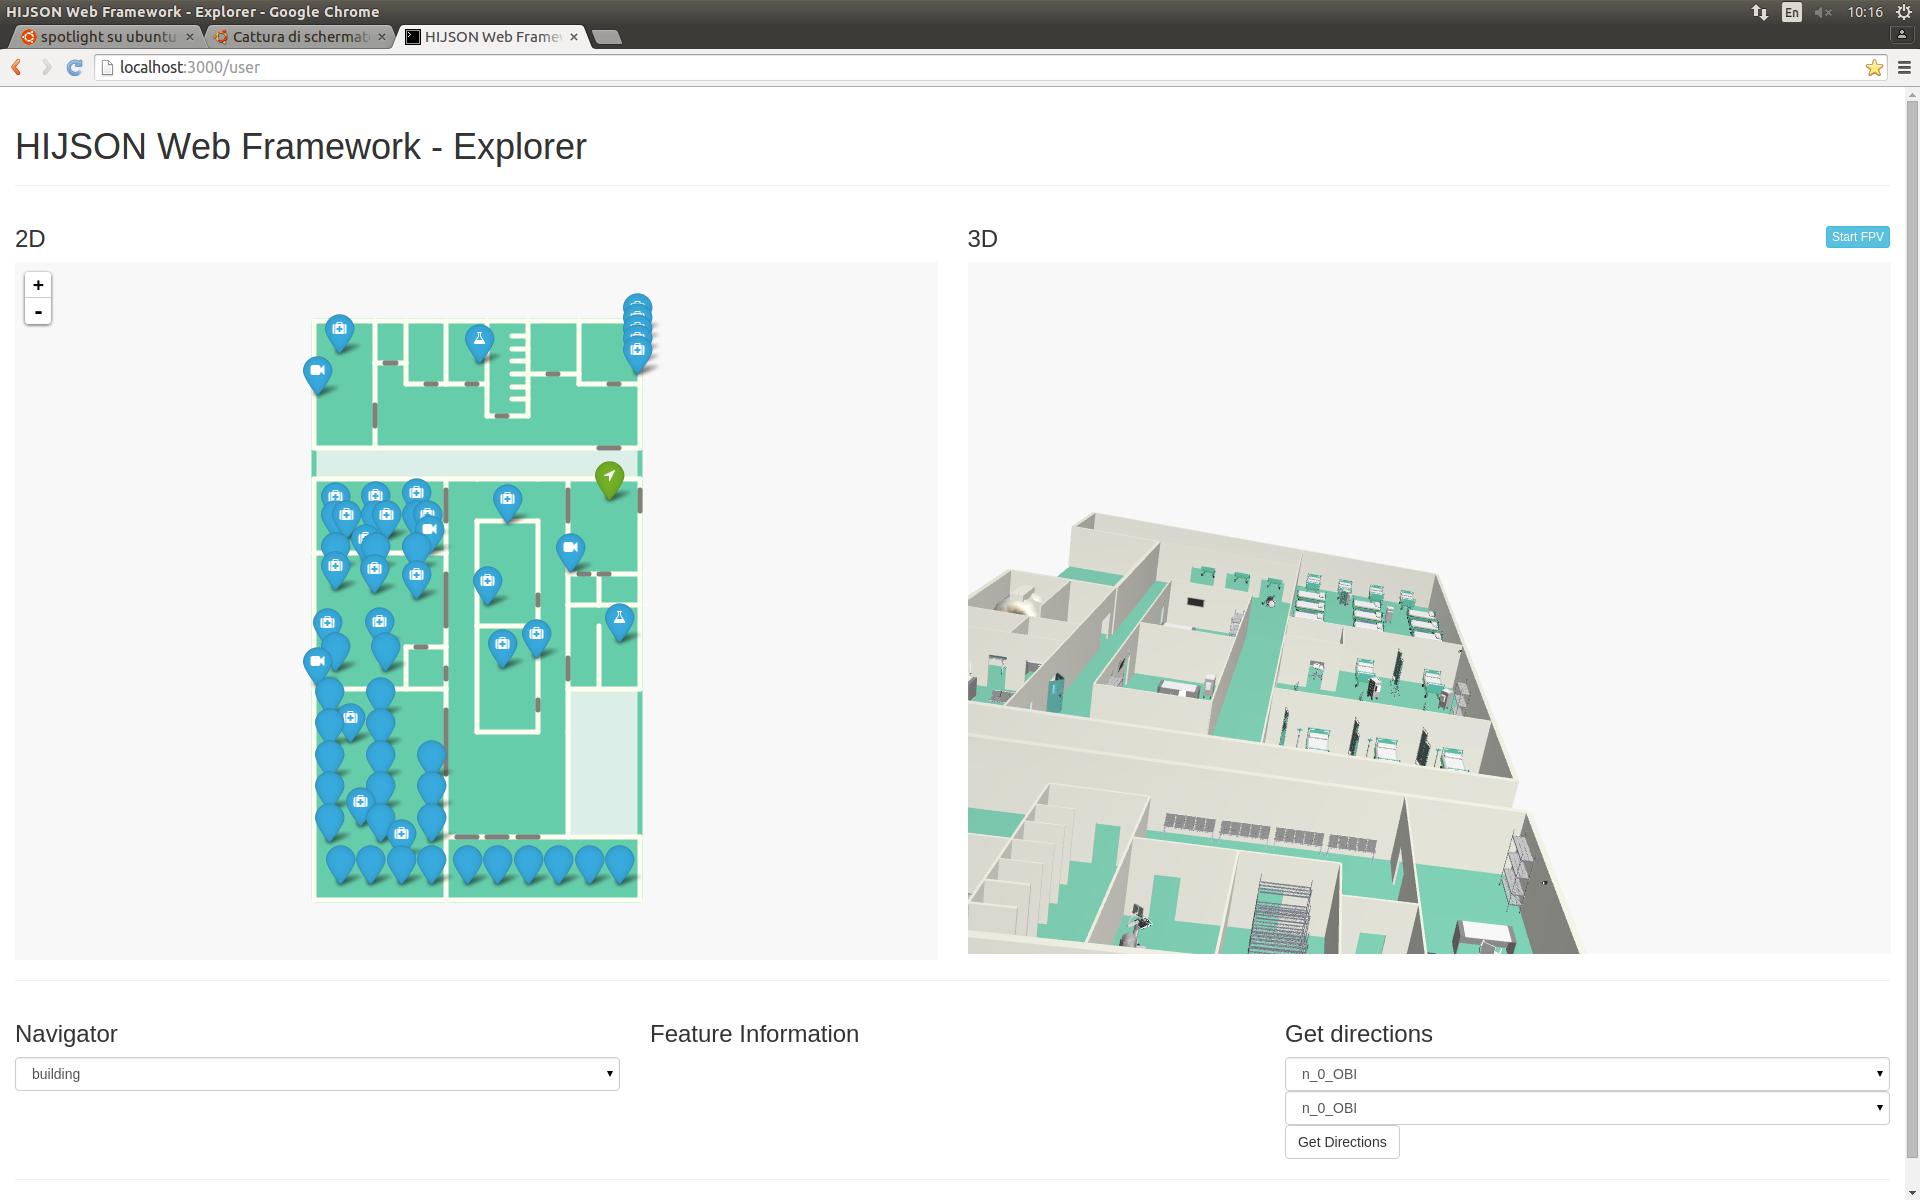 HIJSON Web Framework - Explorer - Google Chrome
En
10:16
spotlight su ubuntu
Cattura di schermat
HIJSON Web Frame
localhost:3000/user
HIJSON Web Framework - Explorer
2D
3D
Start FPV
+
-
Navigator
building
Feature Information
Get directions
n_0_OBI
n_0_OBI
Get Directions